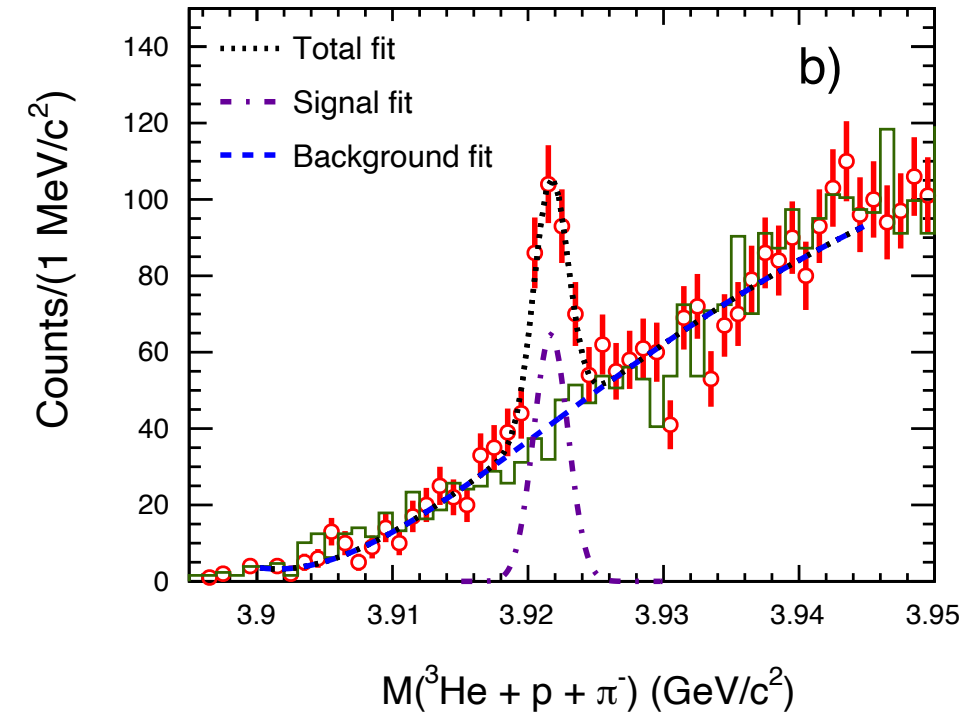 140
120
100
80
60
40
20
0
Total fit
Signal fit
Background fit
b)
Counts/(1 MeV/c²)
3.9 3.91 3.92 3.93 3.94 3.95
M(³He + p + π⁻) (GeV/c²)